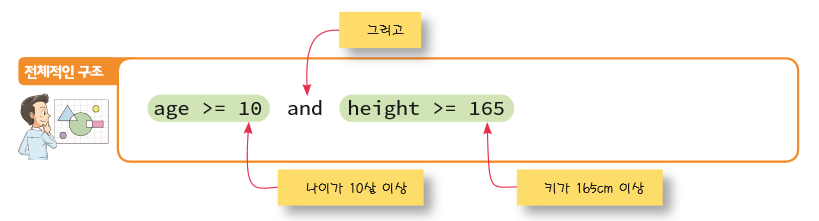 그리고
전체적인 구조
age >= 10 and height >= 165
나이가 10살 이상
키가 165cm 이상